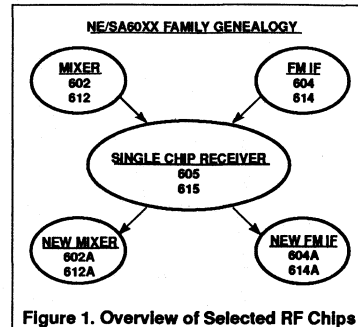 NE/SA60XX FAMILY GENEALOGY
MIXER
602
612
FM IF
604
614
SINGLE CHIP RECEIVER
605
615
NEW MIXER
602A
612A
NEW FM IF
604A
614A
Figure 1. Overview of Selected RF Chips